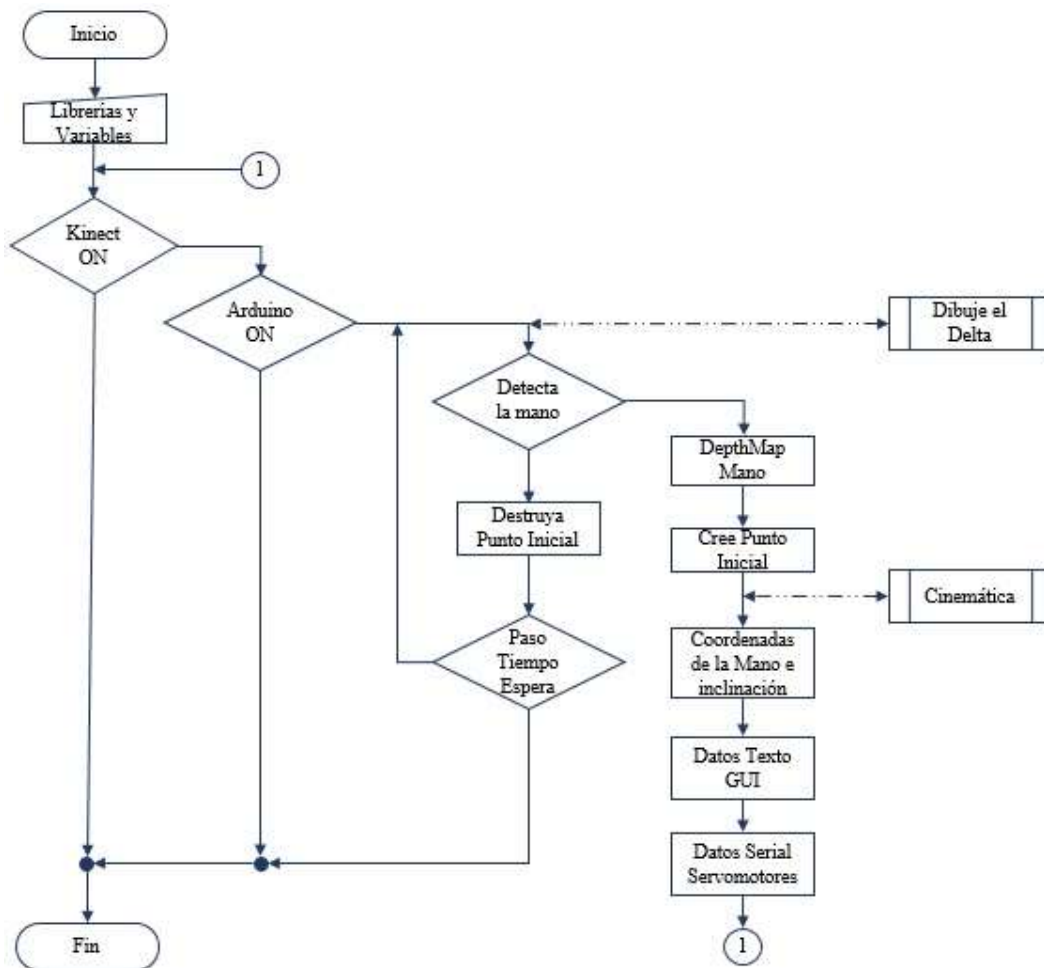 Inicio
Librerías y
Variables
1
Kinect
ON
Arduino
ON
Dibuje el
Delta
Detecta
la mano
DepthMap
Mano
Destruya
Punto Inicial
Cree Punto
Inicial
Cinemática
Paso
Tiempo
Espera
Coordenadas
de la Mano e
inclinación
Datos Texto
GUI
Datos Serial
Servomotores
Fin
1